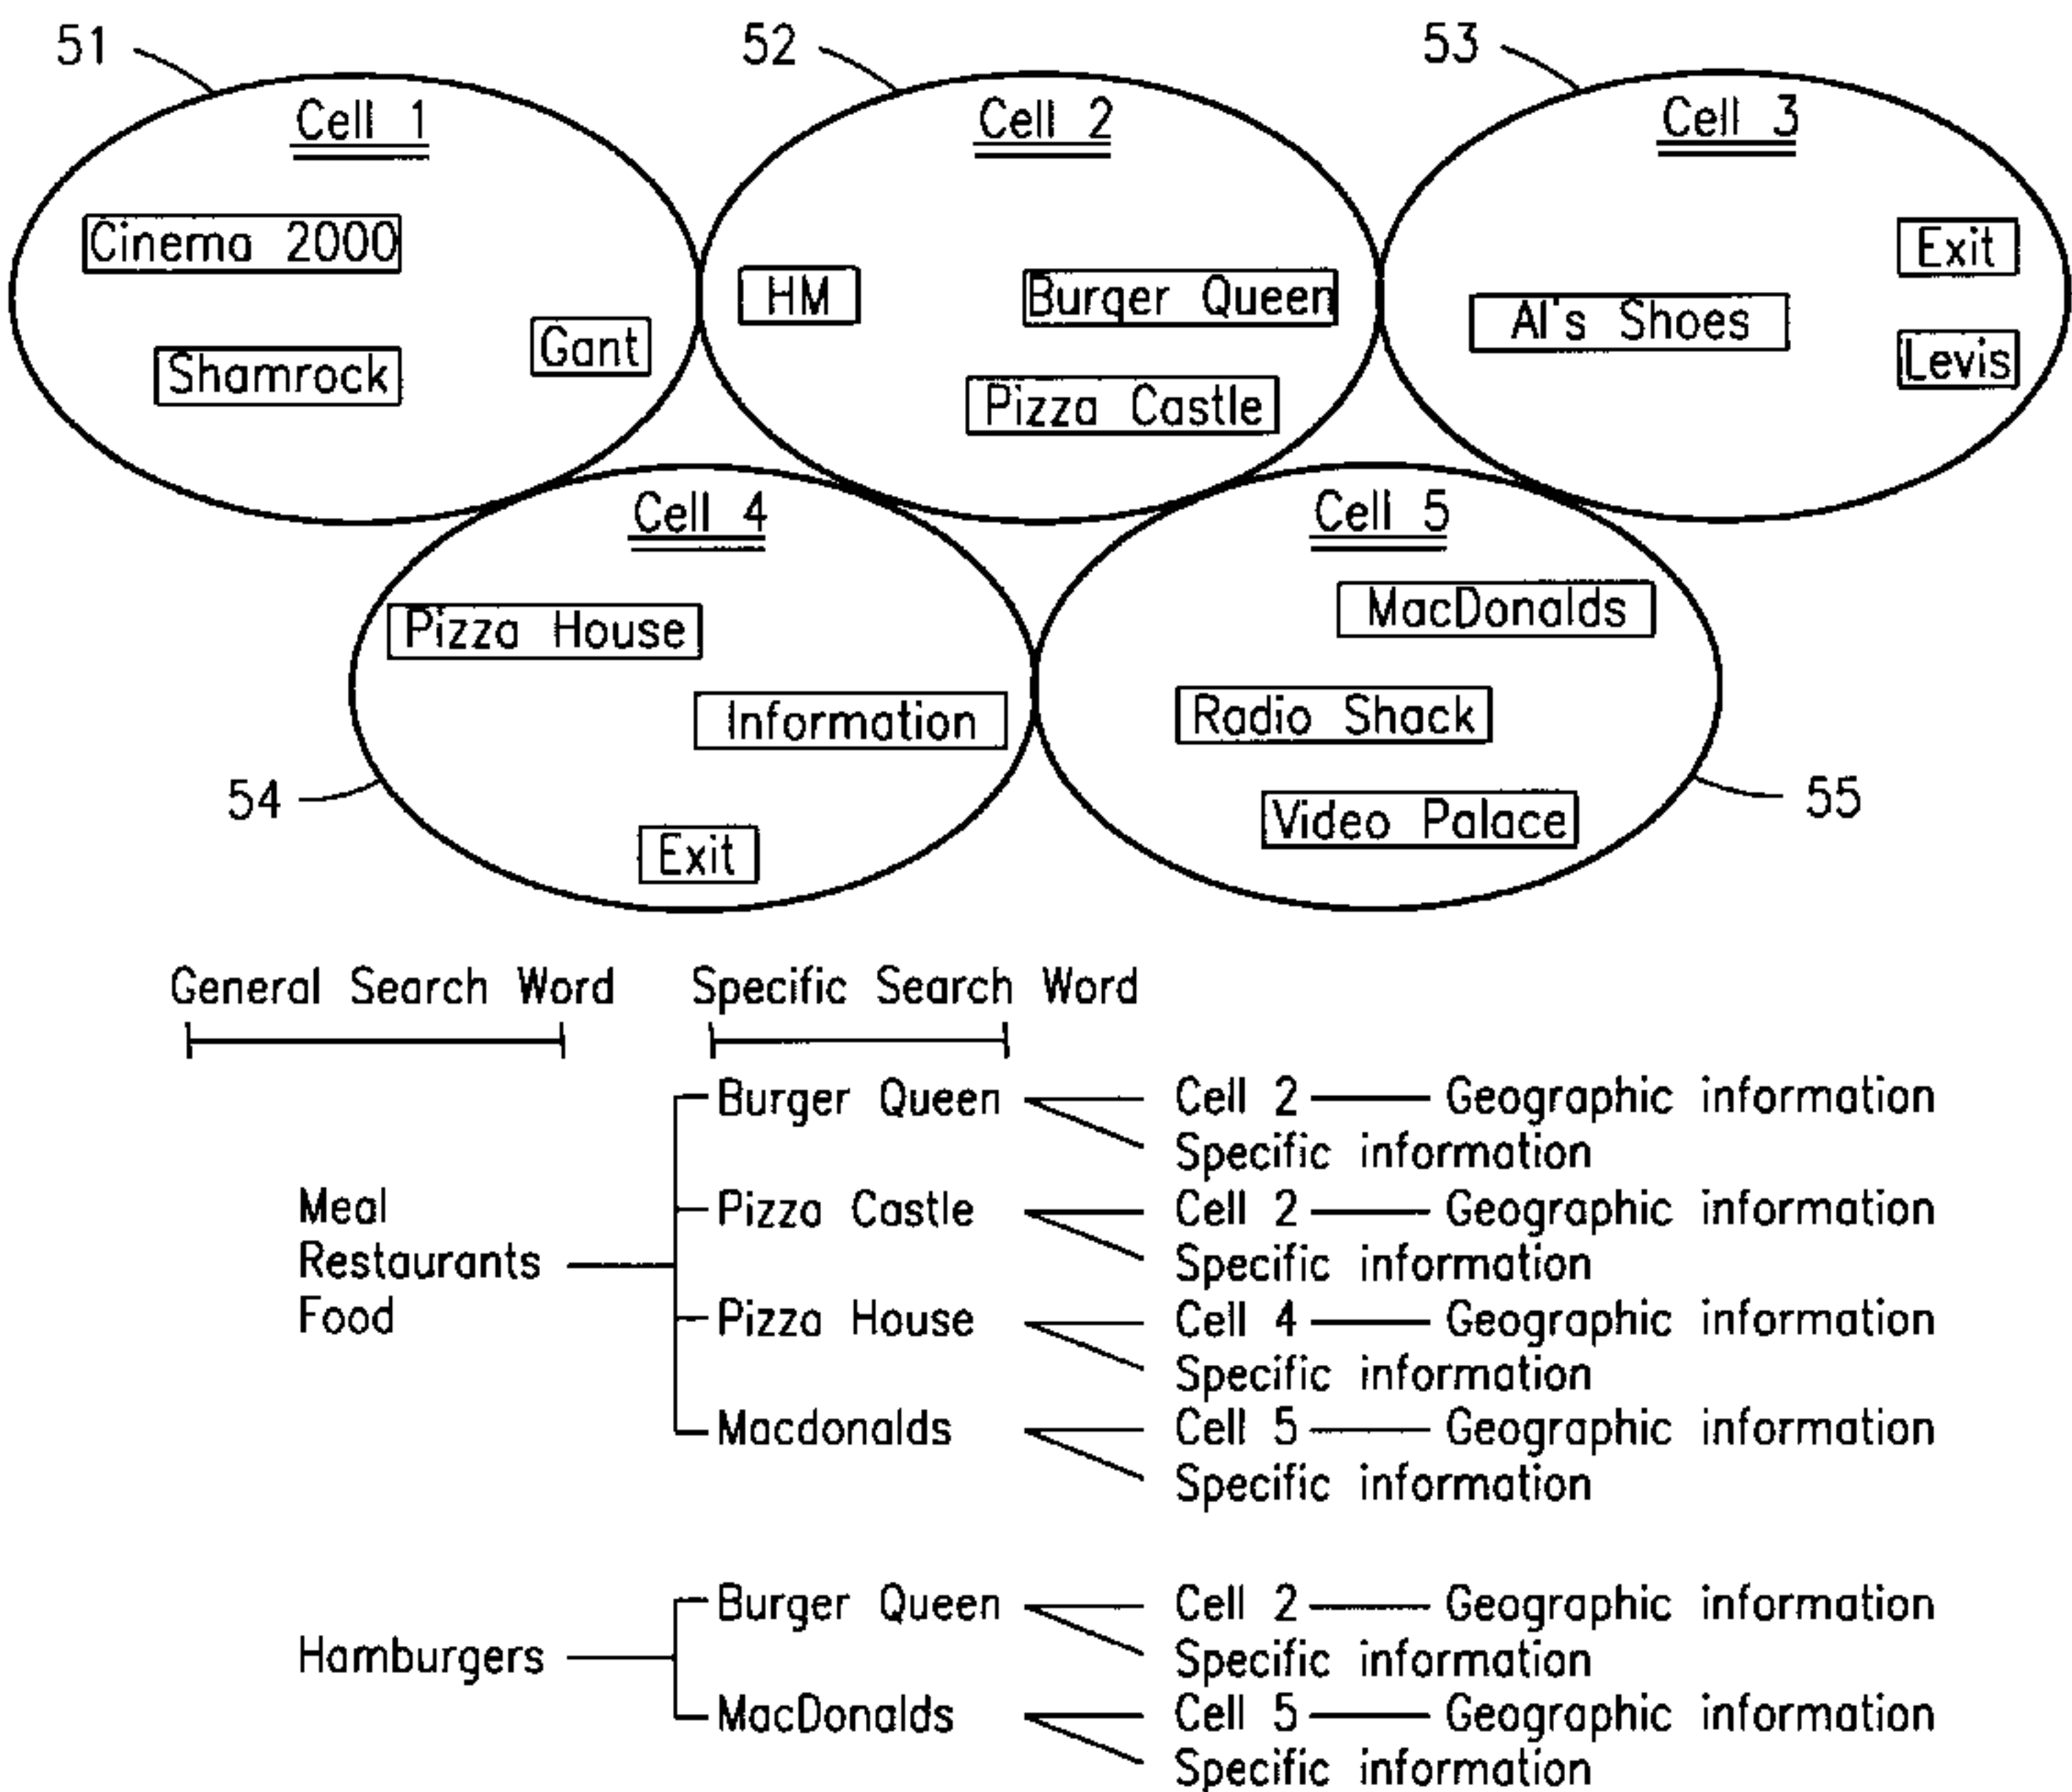 51
52
53
Cell 1
Cell 2
Cell 3
Cinema 2000
Gant
Shamrock
HM
Burger Queen
Pizza Castle
Exit
Al's Shoes
Levis
Cell 4
Cell 5
Pizza House
Information
Exit
MacDonalds
Radio Shack
Video Palace
54
55
General Search Word
Specific Search Word
Burger Queen
Cell 2
Geographic information
Specific information
Meal
Restaurants
Food
Pizza Castle
Cell 2
Geographic information
Specific information
Pizza House
Cell 4
Geographic information
Specific information
Macdonalds
Cell 5
Geographic information
Specific information
Hamburgers
Burger Queen
Cell 2
Geographic information
Specific information
MacDonalds
Cell 5
Geographic information
Specific information